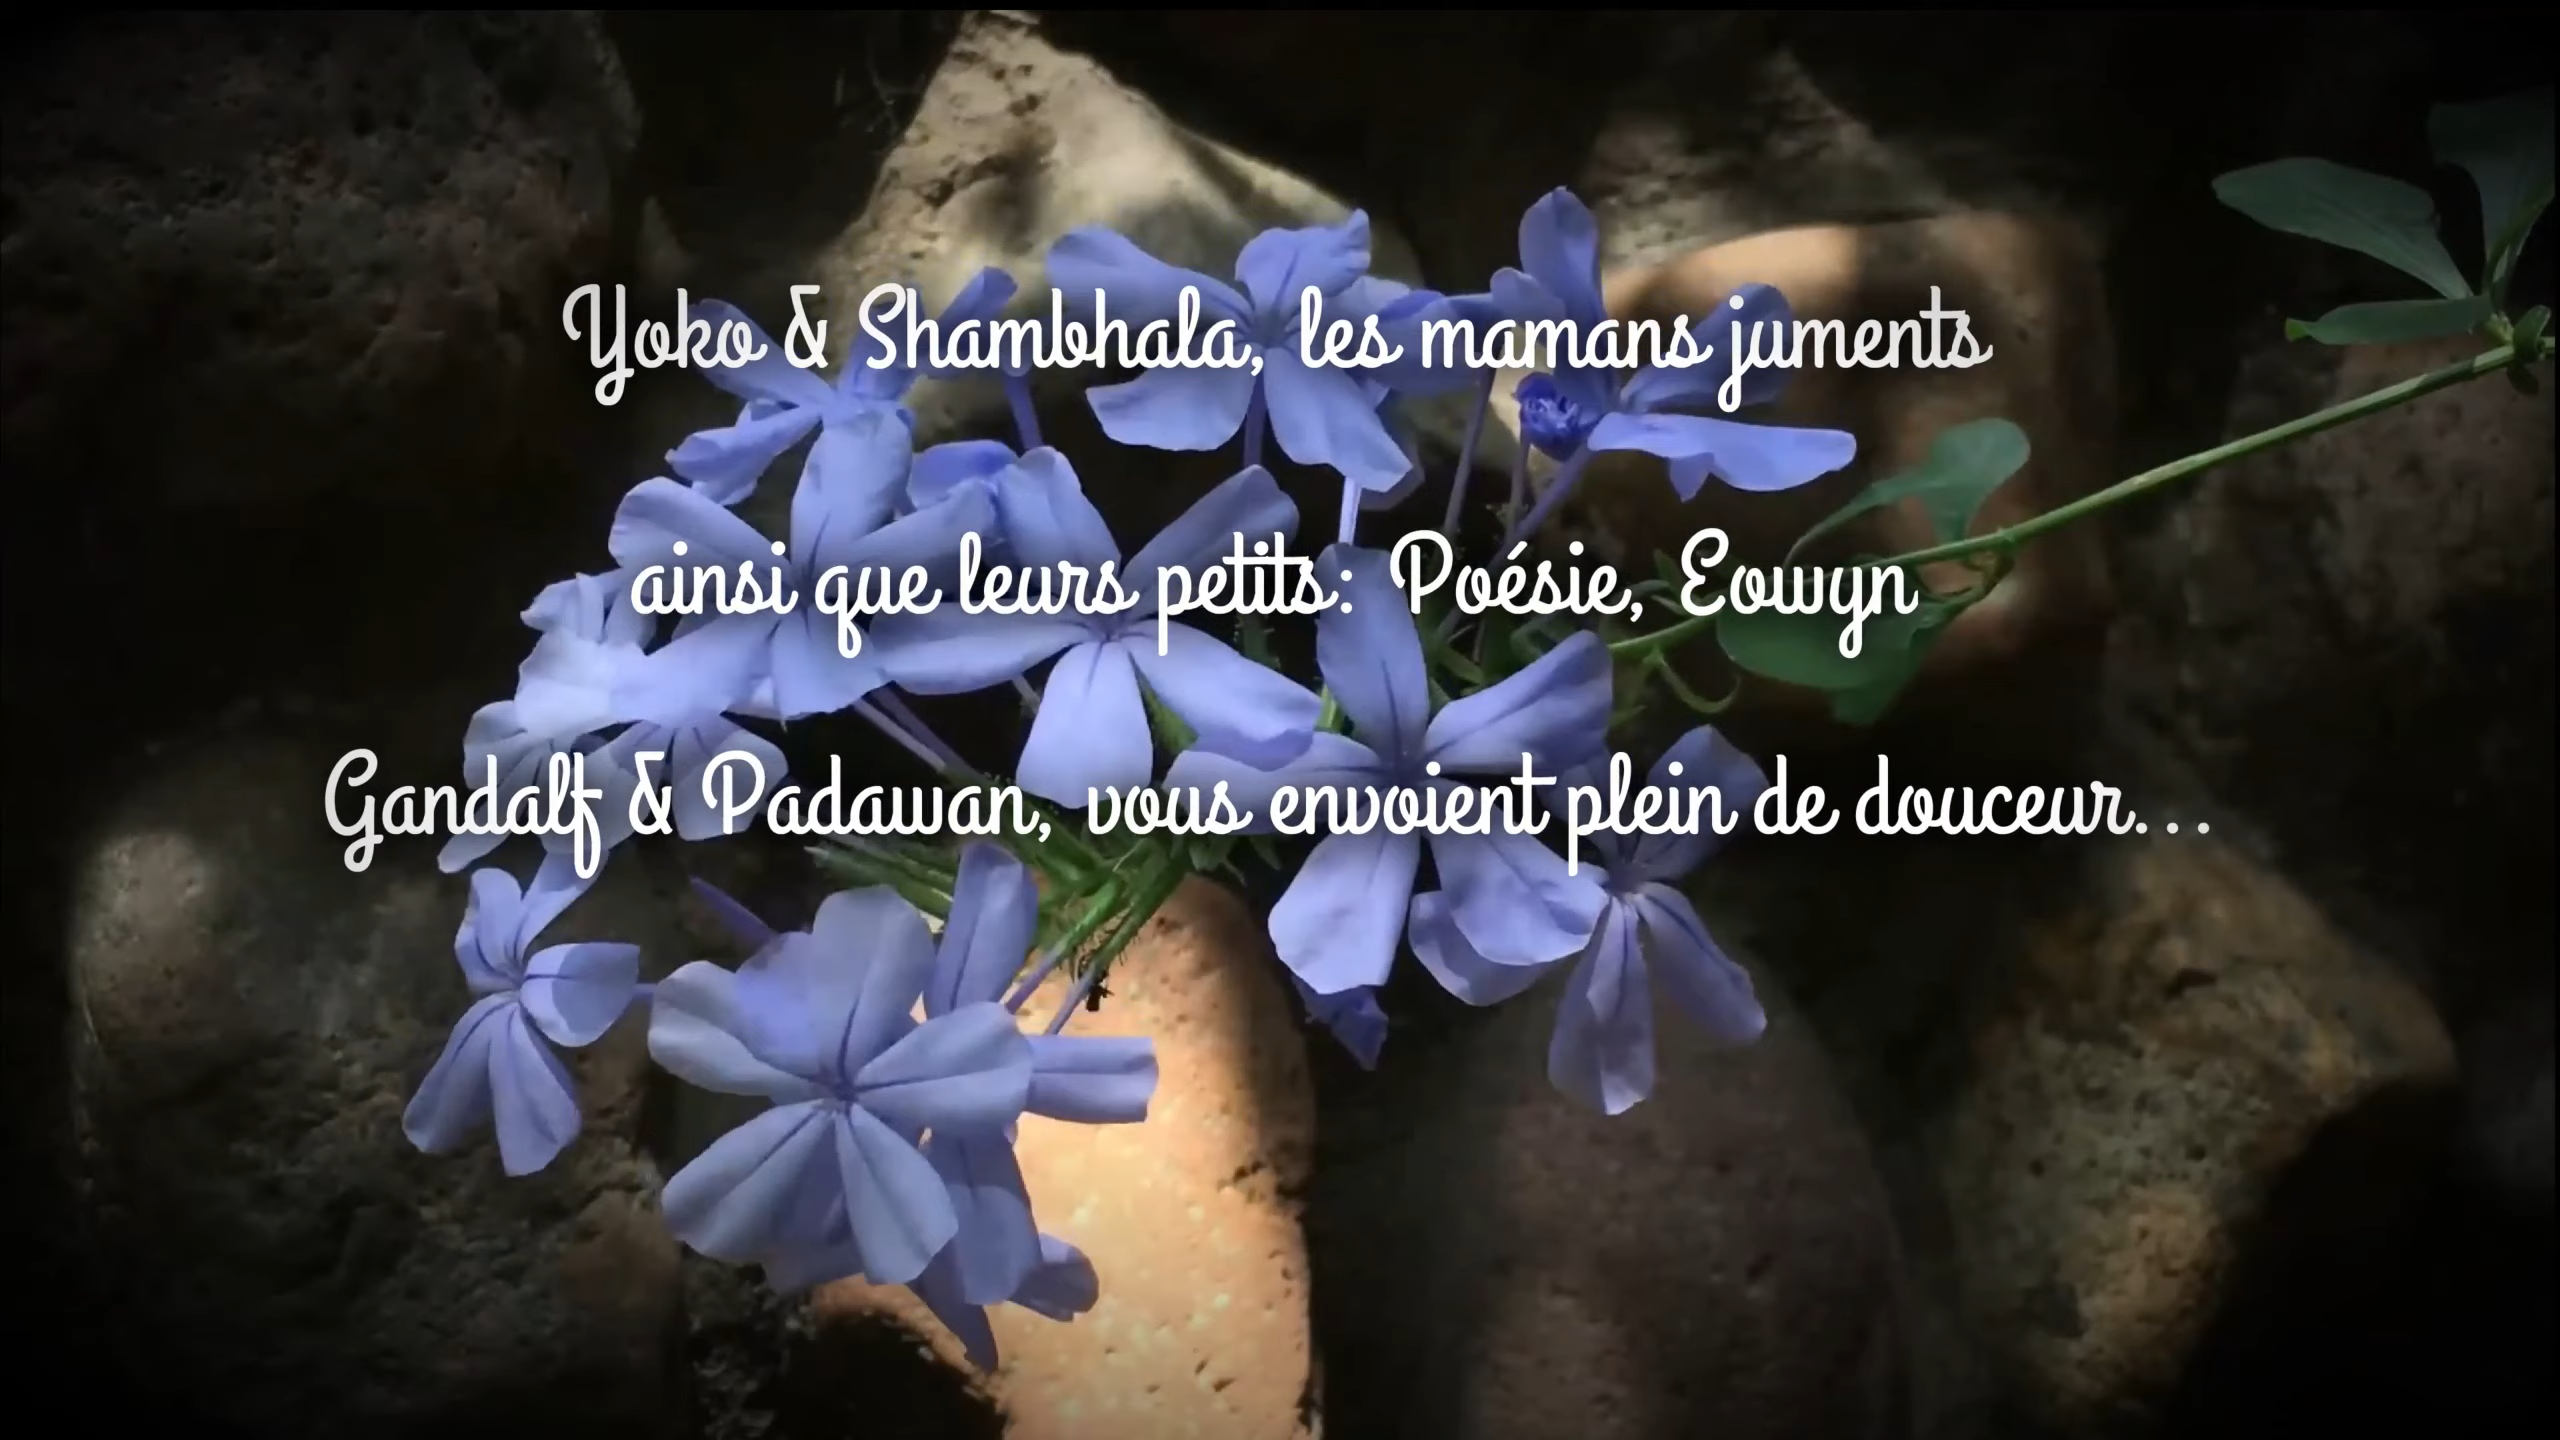 Yoko & Shambhala, les mamans juments
ainsi que leurs petits: Poésie, Eowyn
Gandalf & Padawan, vous envoient plein de douceur...